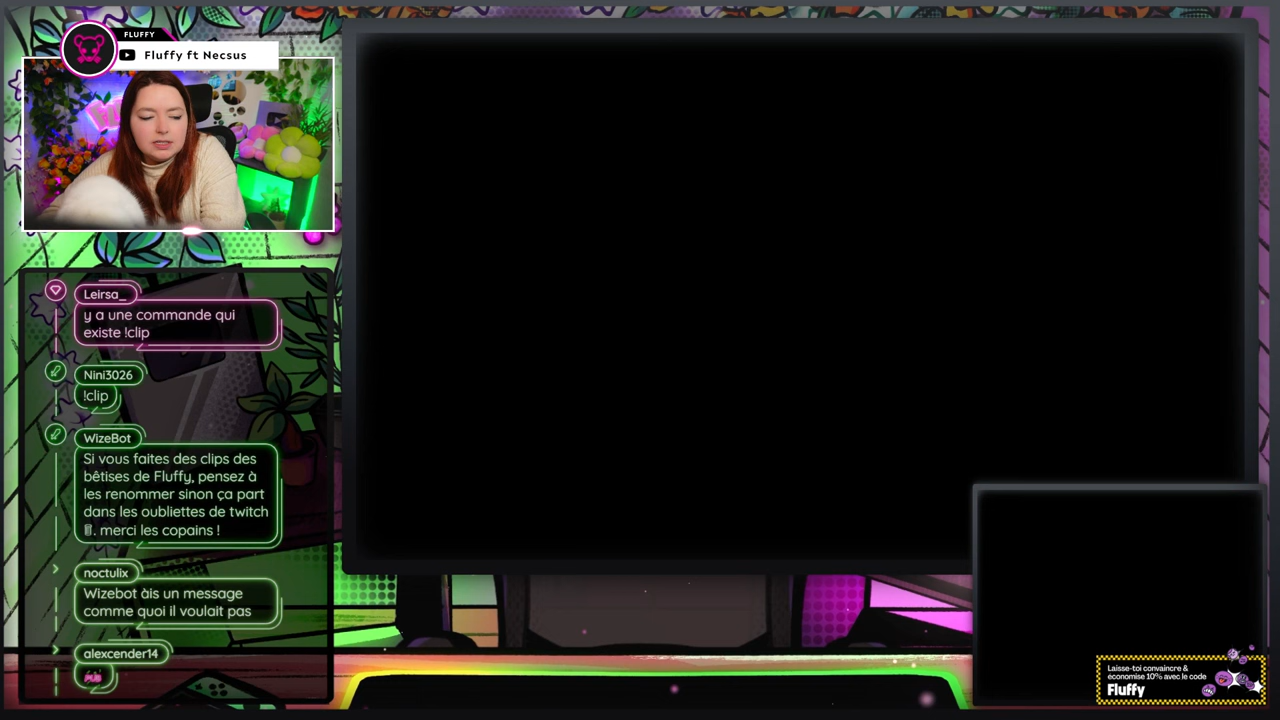 FLUFFY
Fluffy ft Necsus
Leirsa_
y a une commande qui
existe !clip
Nini3026
!clip
WizeBot
Si vous faites des clips des
bêtises de Fluffy, pensez à
les renommer sinon ça part
dans les oubliettes de twitch
. merci les copains !
noctulix
Wizebot àis un message
comme quoi il voulait pas
alexcender14
Laisse-toi convaincre &
économise 10% avec le code
Fluffy